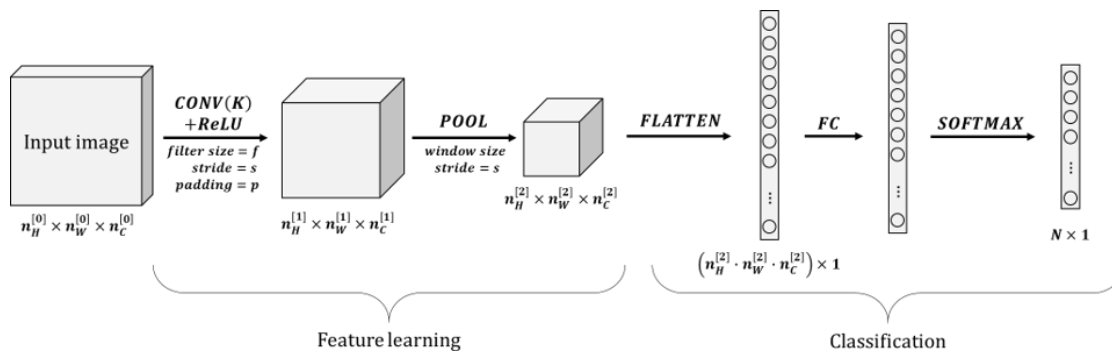 Input image
n_H^[0] × n_W^[0] × n_C^[0]
CONV(K)
+ReLU
filter size = f
stride = s
padding = p
n_H^[1] × n_W^[1] × n_C^[1]
POOL
window size
stride = s
n_H^[2] × n_W^[2] × n_C^[2]
FLATTEN
...
(n_H^[2] · n_W^[2] · n_C^[2]) × 1
FC
...
SOFTMAX
...
N × 1
Feature learning
Classification